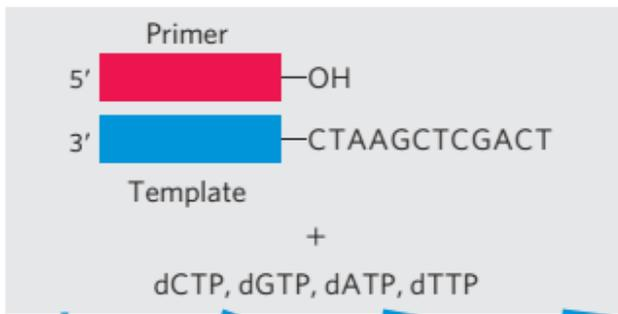 Primer
5′ –OH
3′ –CTAAGCTCGACT
Template
+
dCTP, dGTP, dATP, dTTP